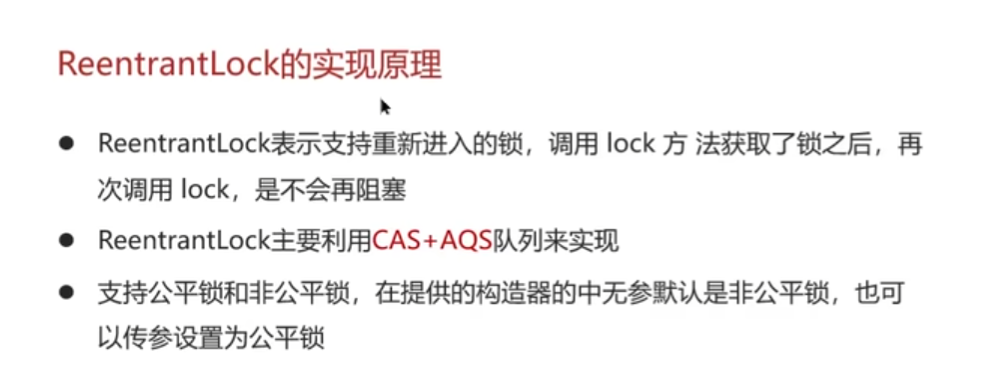 ReentrantLock的实现原理
● ReentrantLock表示支持重新进入的锁，调用 lock 方 法获取了锁之后，再
次调用 lock，是不会再阻塞
● ReentrantLock主要利用CAS+AQS队列来实现
● 支持公平锁和非公平锁，在提供的构造器的中无参默认是非公平锁，也可
以传参设置为公平锁